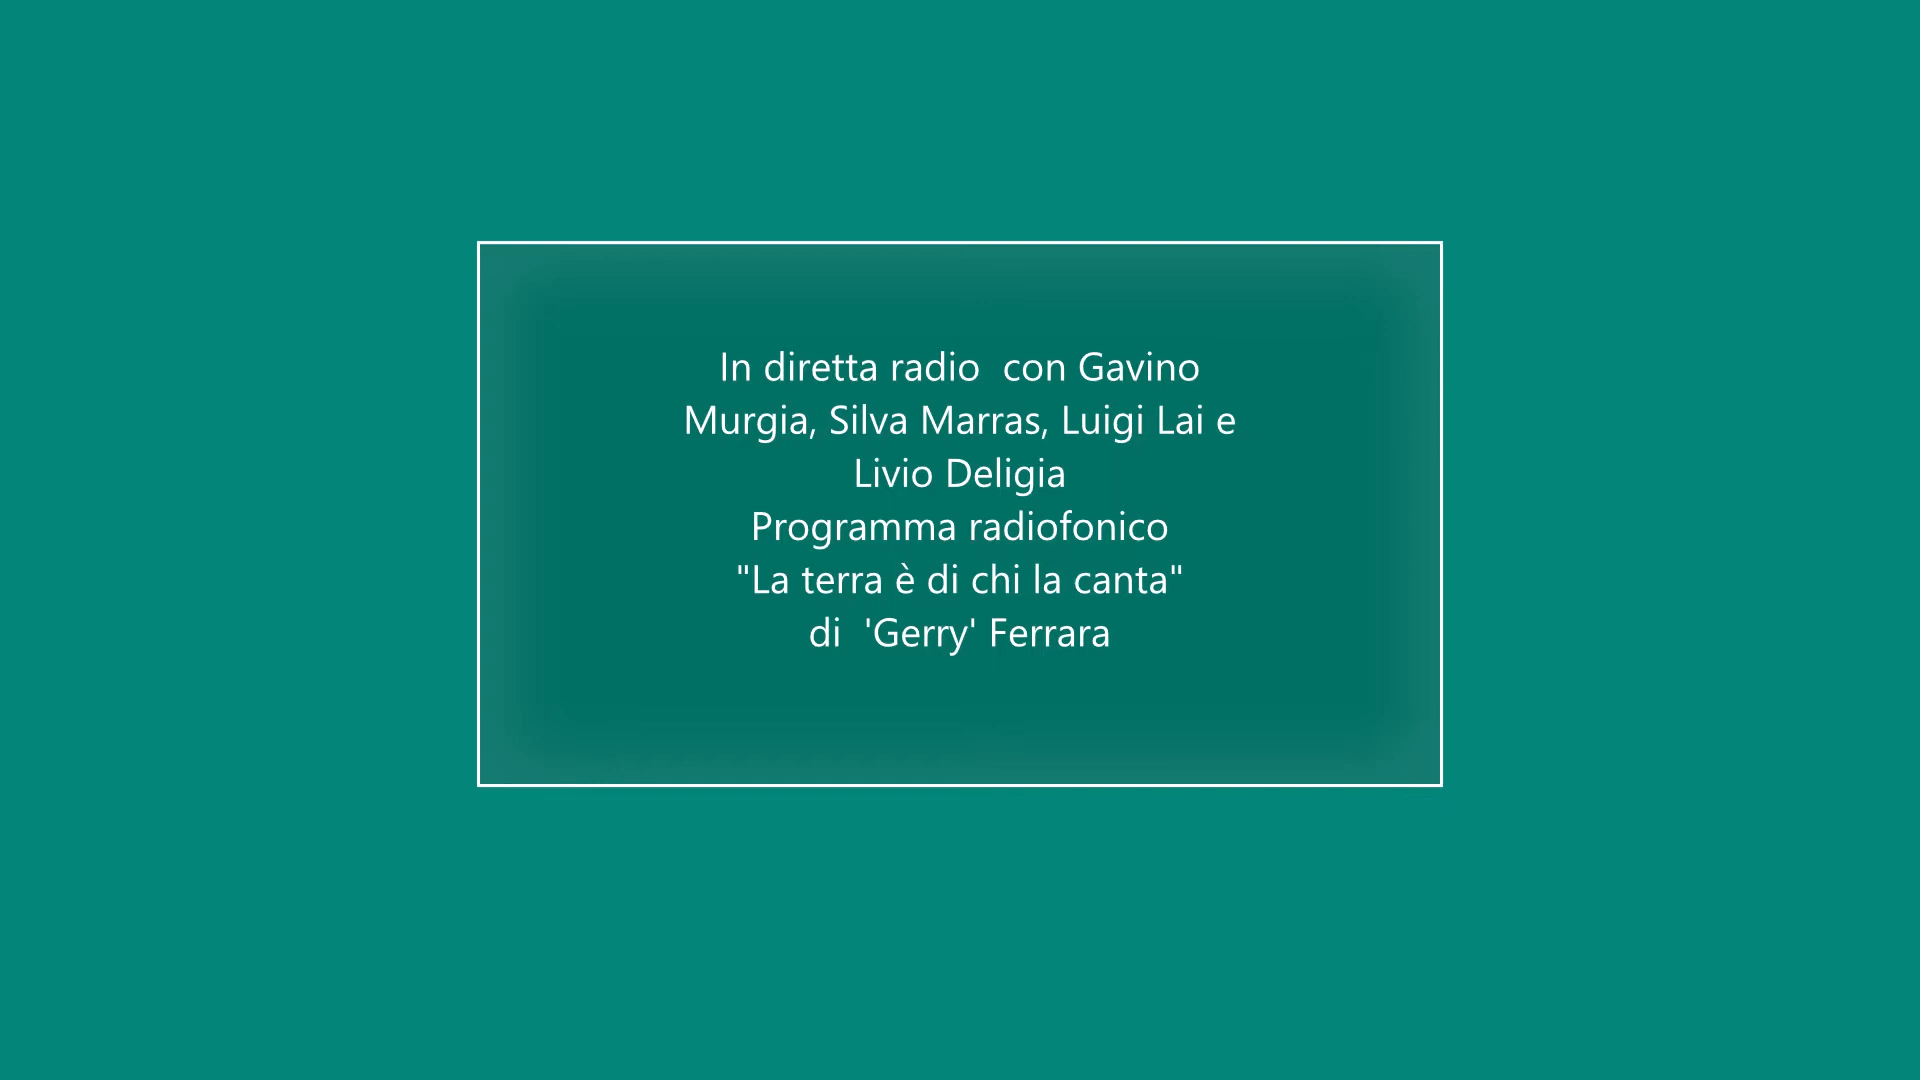 In diretta radio  con Gavino
Murgia, Silva Marras, Luigi Lai e
Livio Deligia
Programma radiofonico
"La terra è di chi la canta"
di  'Gerry' Ferrara